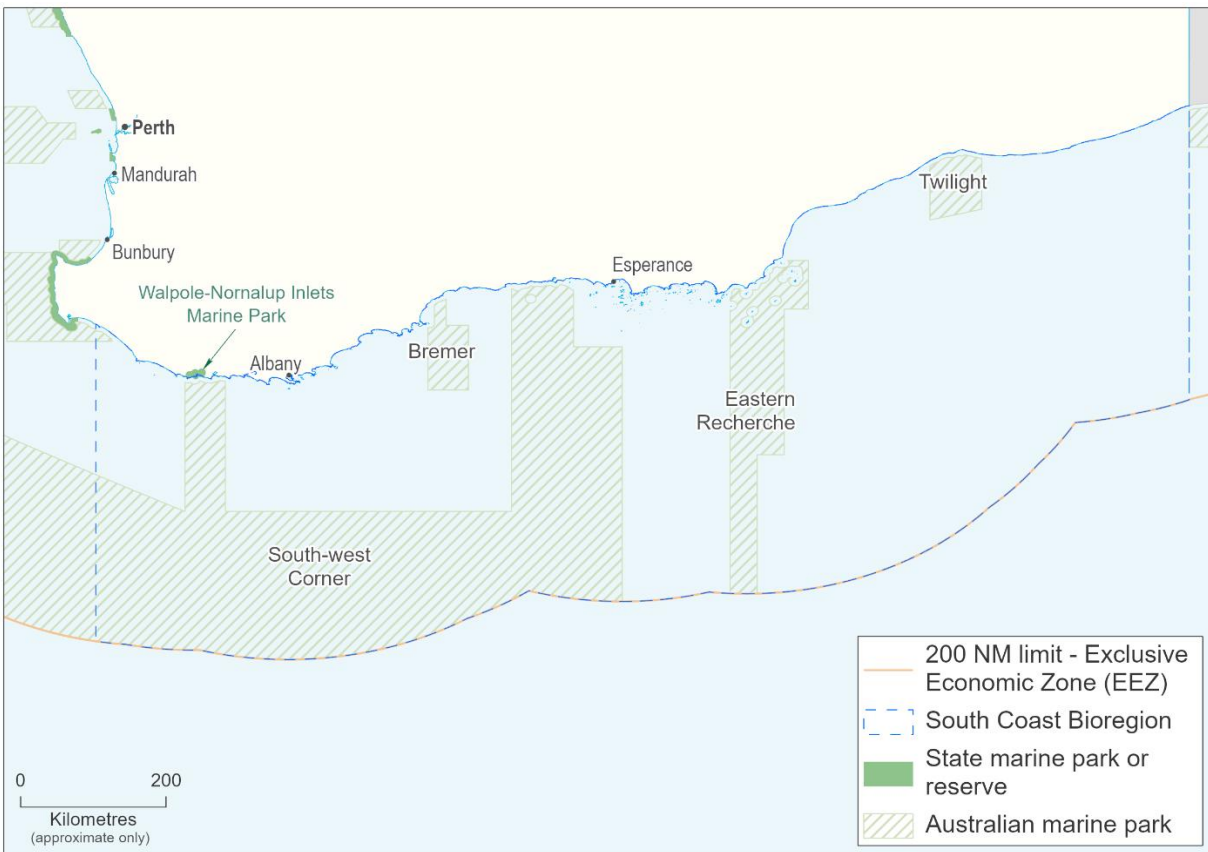 Perth
Mandurah
Bunbury
Walpole-Nornalup Inlets
Marine Park
Albany
Bremer
Esperance
Twilight
Eastern
Recherche
South-west
Corner
200 NM limit - Exclusive
Economic Zone (EEZ)
South Coast Bioregion
State marine park or
reserve
Australian marine park
0 200
Kilometres
(approximate only)